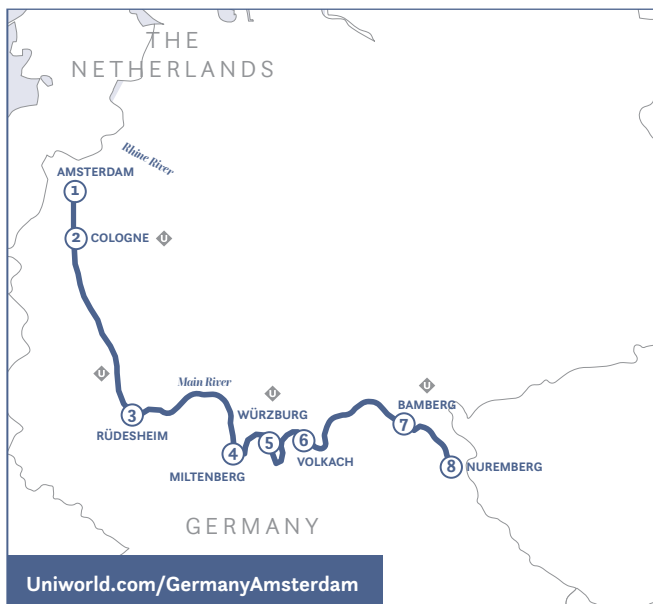 THE
NETHERLANDS
Rhine River
AMSTERDAM
1
2 COLOGNE U
U
Main River
U
U
3
RÜDESHEIM
WÜRZBURG
BAMBERG
4
5
6
7
MILTENBERG
VOLKACH
8 NUREMBERG
GERMANY
Uniworld.com/GermanyAmsterdam